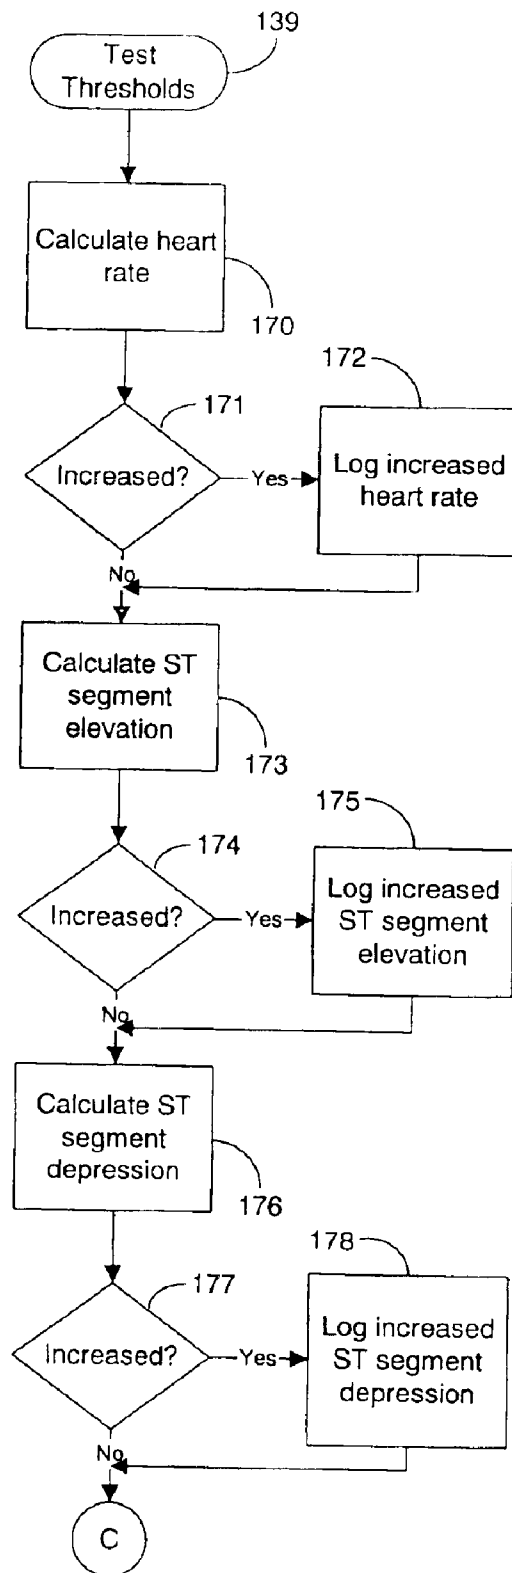 139
Test
Thresholds
Calculate heart
rate
170
171
172
Increased?
Yes
Log increased
heart rate
No
Calculate ST
segment
elevation
173
174
175
Increased?
Yes
Log increased
ST segment
elevation
No
Calculate ST
segment
depression
176
177
178
Increased?
Yes
Log increased
ST segment
depression
No
C